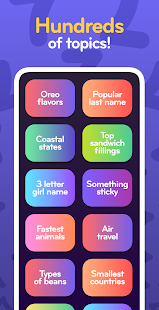 Hundreds
of topics!
Oreo
flavors
Popular
last name
Coastal
states
Top
sandwich
fillings
3 letter
girl name
Something
sticky
Fastest
animals
Air
travel
Types
of beans
Smallest
countries